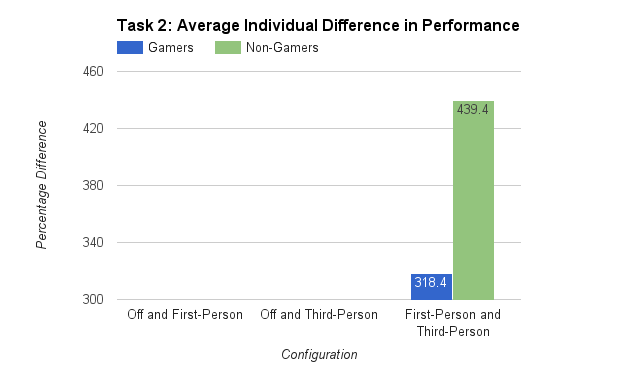 Task 2: Average Individual Difference in Performance
Gamers Non-Gamers
460
420
380
340
300
Percentage Difference
439.4
318.4
Off and First-Person Off and Third-Person First-Person and
Third-Person
Configuration